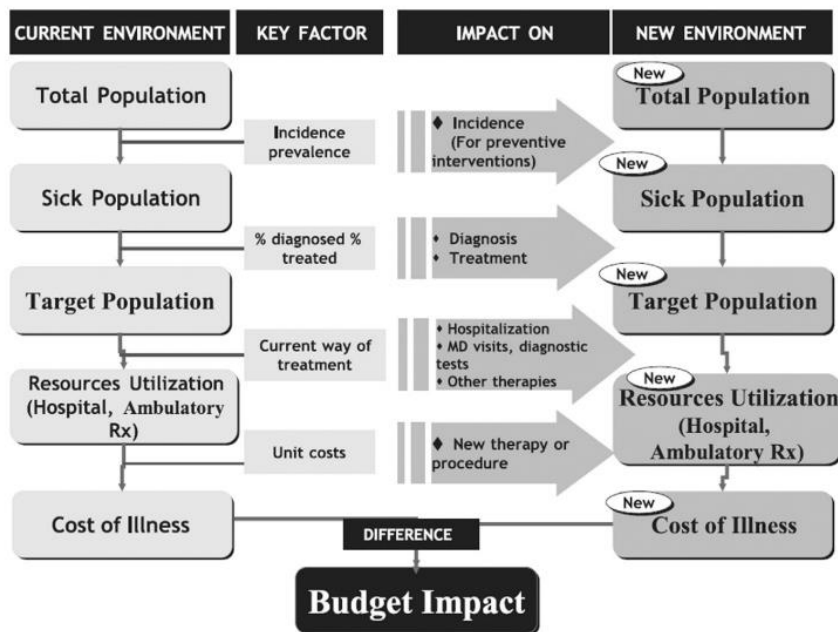 CURRENT ENVIRONMENT
KEY FACTOR
IMPACT ON
NEW ENVIRONMENT
Total Population
Incidence
prevalence
◆ Incidence
(For preventive
interventions)
New
Total Population
Sick Population
% diagnosed %
treated
♦ Diagnosis
♦ Treatment
New
Sick Population
Target Population
Current way of
treatment
♦ Hospitalization
♦ MD visits, diagnostic
tests
♦ Other therapies
New
Target Population
Resources Utilization
(Hospital, Ambulatory
Rx)
Unit costs
◆ New therapy or
procedure
New
Resources Utilization
(Hospital,
Ambulatory Rx)
Cost of Illness
New
Cost of Illness
DIFFERENCE
Budget Impact